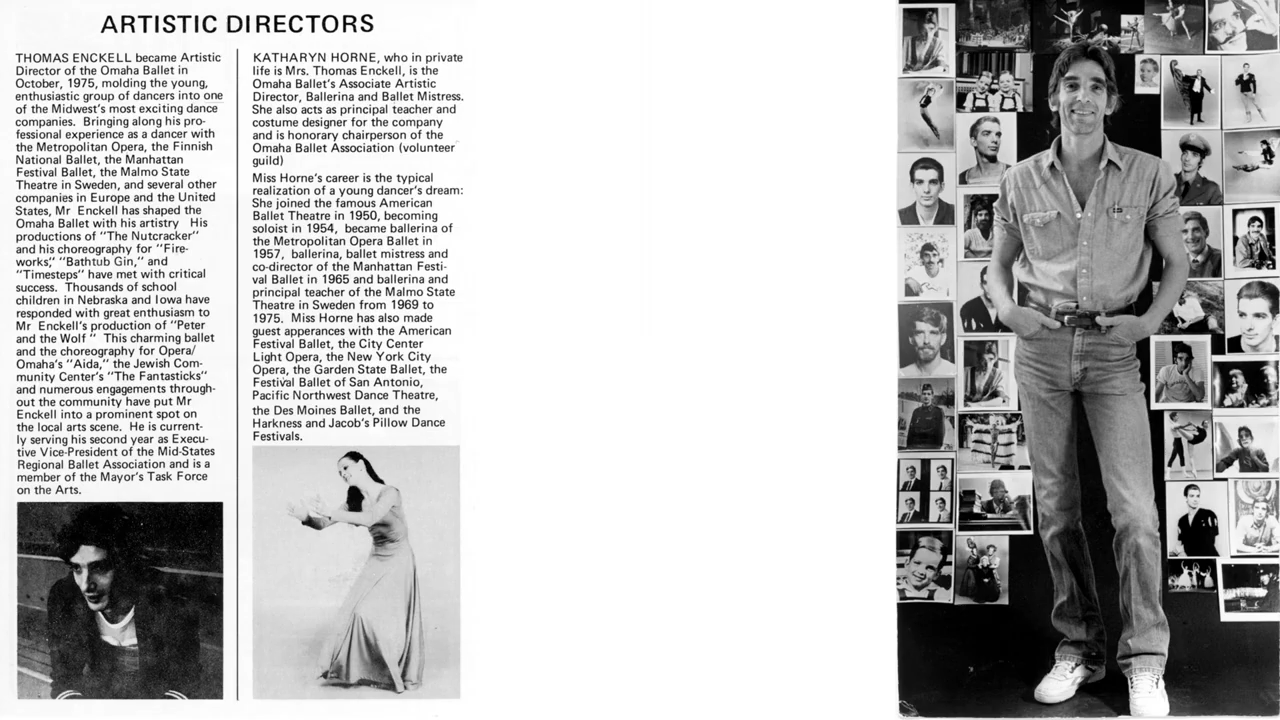 ARTISTIC DIRECTORS
THOMAS ENCKELL became Artistic
Director of the Omaha Ballet in
October, 1975, molding the young,
enthusiastic group of dancers into one
of the Midwest's most exciting dance
companies. Bringing along his pro-
fessional experience as a dancer with
the Metropolitan Opera, the Finnish
National Ballet, the Manhattan
Festival Ballet, the Malmo State
Theatre in Sweden, and several other
companies in Europe and the United
States, Mr Enckell has shaped the
Omaha Ballet with his artistry His
productions of "The Nutcracker"
and his choreography for "Fire-
works," "Bathtub Gin," and
"Timesteps" have met with critical
success. Thousands of school
children in Nebraska and Iowa have
responded with great enthusiasm to
Mr Enckell's production of "Peter
and the Wolf " This charming ballet
and the choreography for Opera/
Omaha's "Aida," the Jewish Com-
munity Center's "The Fantasticks"
and numerous engagements through-
out the community have put Mr
Enckell into a prominent spot on
the local arts scene. He is current-
ly serving his second year as Execu-
tive Vice-President of the Mid-States
Regional Ballet Association and is a
member of the Mayor's Task Force
on the Arts.
KATHARYN HORNE, who in private
life is Mrs. Thomas Enckell, is the
Omaha Ballet's Associate Artistic
Director, Ballerina and Ballet Mistress.
She also acts as principal teacher and
costume designer for the company
and is honorary chairperson of the
Omaha Ballet Association (volunteer
guild)
Miss Horne's career is the typical
realization of a young dancer's dream:
She joined the famous American
Ballet Theatre in 1950, becoming
soloist in 1954, became ballerina of
the Metropolitan Opera Ballet in
1957, ballerina, ballet mistress and
co-director of the Manhattan Festi-
val Ballet in 1965 and ballerina and
principal teacher of the Malmo State
Theatre in Sweden from 1969 to
1975. Miss Horne has also made
guest apperances with the American
Festival Ballet, the City Center
Light Opera, the New York City
Opera, the Garden State Ballet, the
Festival Ballet of San Antonio,
Pacific Northwest Dance Theatre,
the Des Moines Ballet, and the
Harkness and Jacob's Pillow Dance
Festivals.